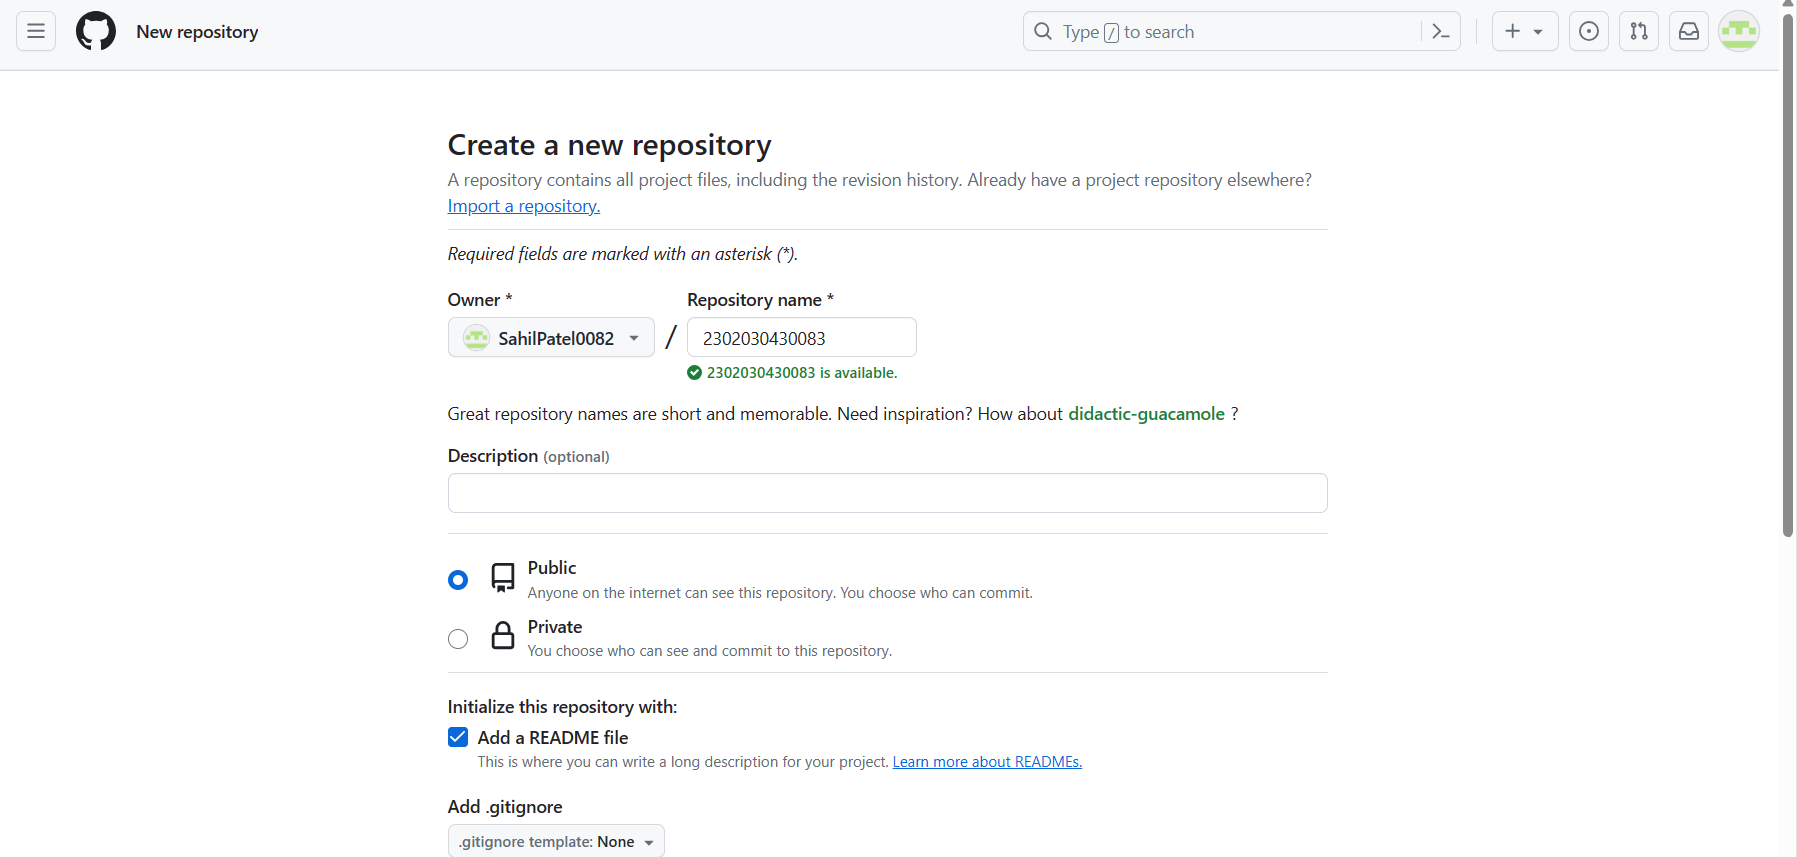 New repository
Type / to search
Create a new repository
A repository contains all project files, including the revision history. Already have a project repository elsewhere?
Import a repository.
Required fields are marked with an asterisk (*).
Owner *
Repository name *
SahilPatel0082
/
2302030430083
2302030430083 is available.
Great repository names are short and memorable. Need inspiration? How about didactic-guacamole ?
Description (optional)
Public
Anyone on the internet can see this repository. You choose who can commit.
Private
You choose who can see and commit to this repository.
Initialize this repository with:
Add a README file
This is where you can write a long description for your project. Learn more about READMEs.
Add .gitignore
.gitignore template: None